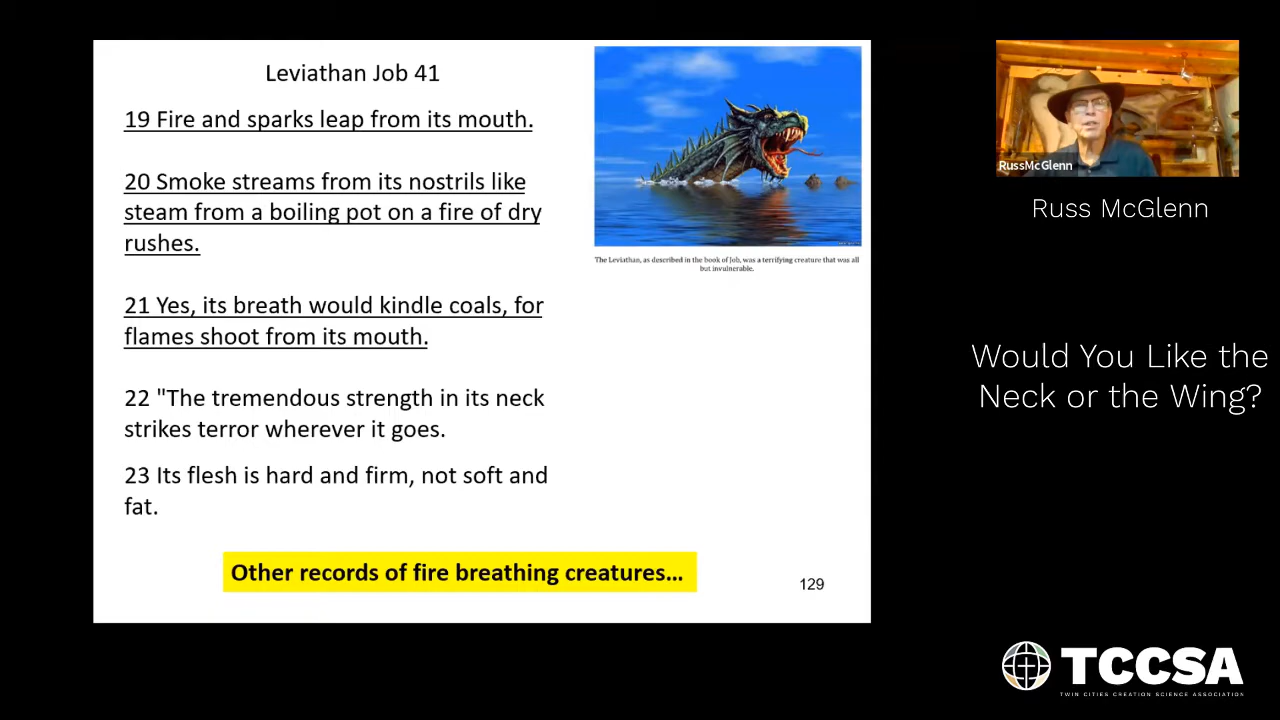 Leviathan Job 41
19 Fire and sparks leap from its mouth.
20 Smoke streams from its nostrils like
steam from a boiling pot on a fire of dry
rushes.
21 Yes, its breath would kindle coals, for
flames shoot from its mouth.
22 "The tremendous strength in its neck
strikes terror wherever it goes.
23 Its flesh is hard and firm, not soft and
fat.
Other records of fire breathing creatures...
129
The Leviathan, as described in the book of Job, was a terrifying creature that was all
but invulnerable.
RussMcGlenn
Russ McGlenn
Would You Like the
Neck or the Wing?
TCCSA
TWIN CITIES CREATION SCIENCE ASSOCIATION